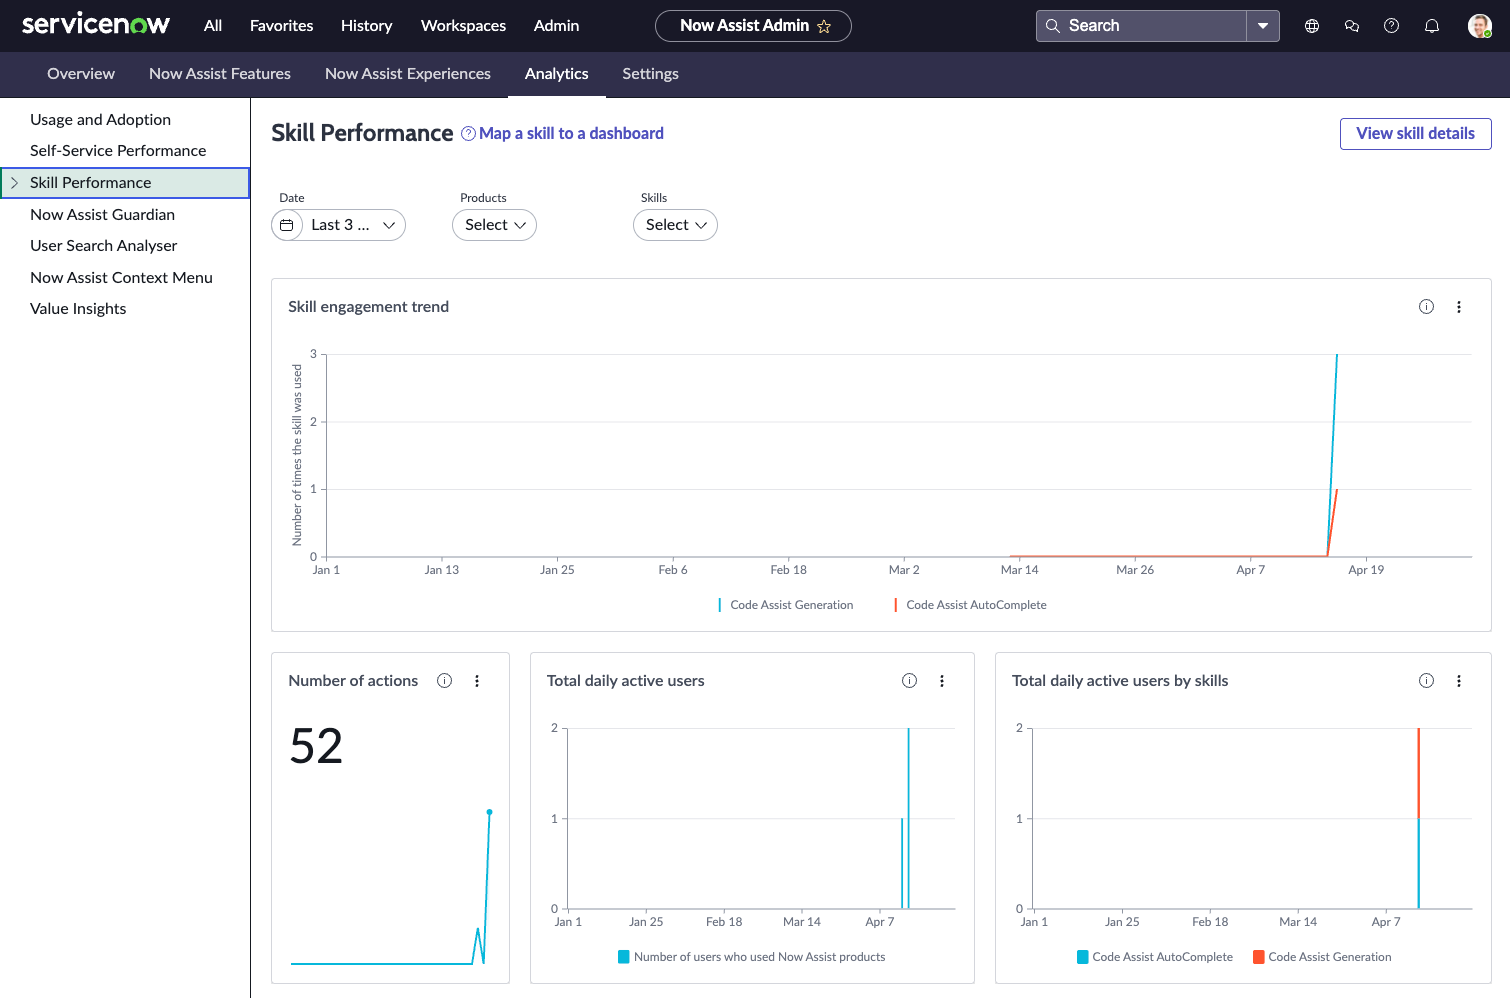 servicenow All Favorites History Workspaces Admin Now Assist Admin Search
Overview Now Assist Features Now Assist Experiences Analytics Settings
Usage and Adoption
Self-Service Performance
Skill Performance
Now Assist Guardian
User Search Analyser
Now Assist Context Menu
Value Insights
Skill Performance Map a skill to a dashboard View skill details
Date Products Skills
Last 3 ... Select Select
Skill engagement trend
Number of times the skill was used
3
2
1
0
Jan 1 Jan 13 Jan 25 Feb 6 Feb 18 Mar 2 Mar 14 Mar 26 Apr 7 Apr 19
Code Assist Generation Code Assist AutoComplete
Number of actions
52
Total daily active users
2
1
0
Jan 1 Jan 25 Feb 18 Mar 14 Apr 7
Number of users who used Now Assist products
Total daily active users by skills
2
1
0
Jan 1 Jan 25 Feb 18 Mar 14 Apr 7
Code Assist AutoComplete Code Assist Generation